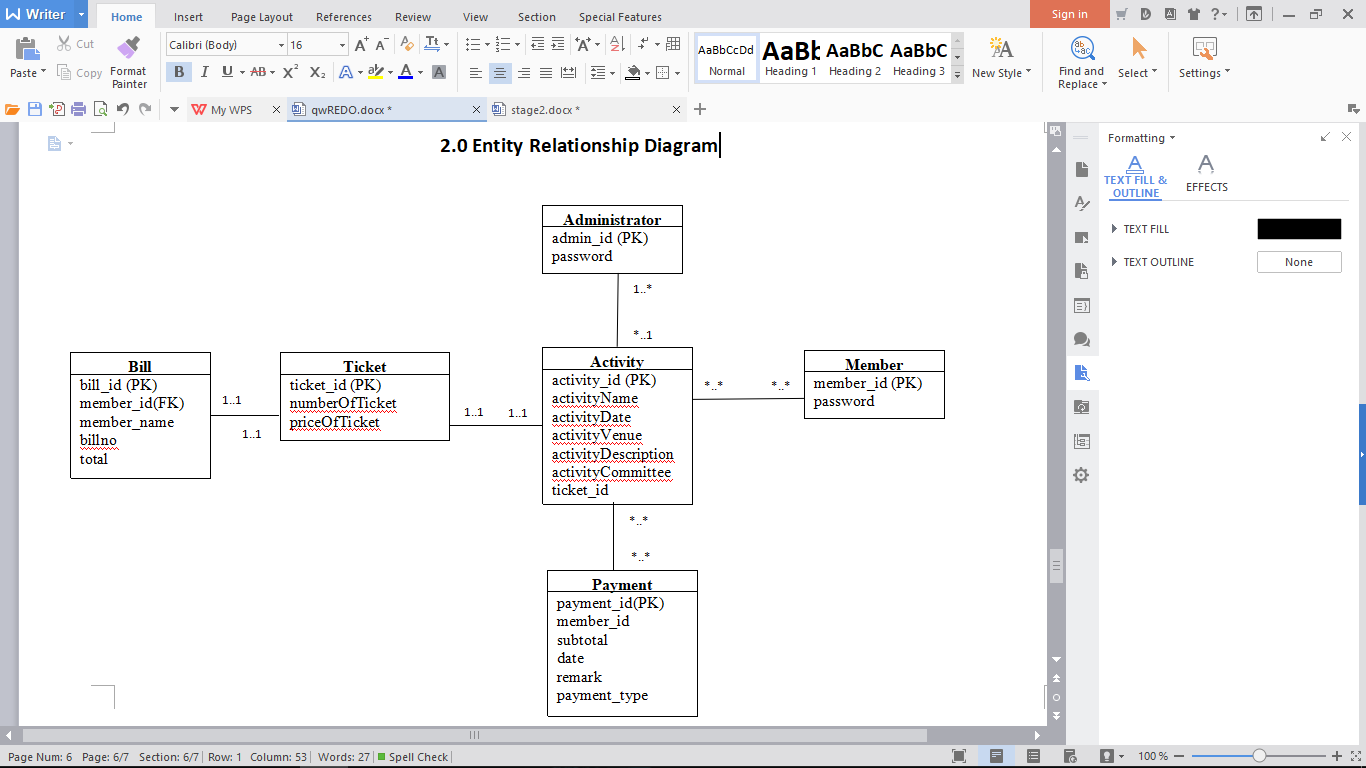 Writer
Home
Insert
Page Layout
References
Review
View
Section
Special Features
Sign in
Paste
Cut
Copy
Format
Painter
Calibri (Body)
16
B I U AB X² X₂ A ab A A
AaBbCcDd
Normal
AaBb
Heading 1
AaBbC
Heading 2
AaBbC
Heading 3
New Style
Find and
Replace
Select
Settings
My WPS
qwREDO.docx *
stage2.docx *
2.0 Entity Relationship Diagram
Administrator
admin_id (PK)
password
1..*
*..1
Bill
bill_id (PK)
member_id(FK)
member_name
billno
total
1..1
1..1
Ticket
ticket_id (PK)
numberOfTicket
priceOfTicket
1..1
1..1
Activity
activity_id (PK)
activityName
activityDate
activityVenue
activityDescription
activityCommittee
ticket_id
*..*
*..*
Member
member_id (PK)
password
*..*
*..*
Payment
payment_id(PK)
member_id
subtotal
date
remark
payment_type
Formatting
TEXT FILL &
OUTLINE
EFFECTS
TEXT FILL
TEXT OUTLINE
None
Page Num: 6
Page: 6/7
Section: 6/7
Row: 1
Column: 53
Words: 27
Spell Check
100 %